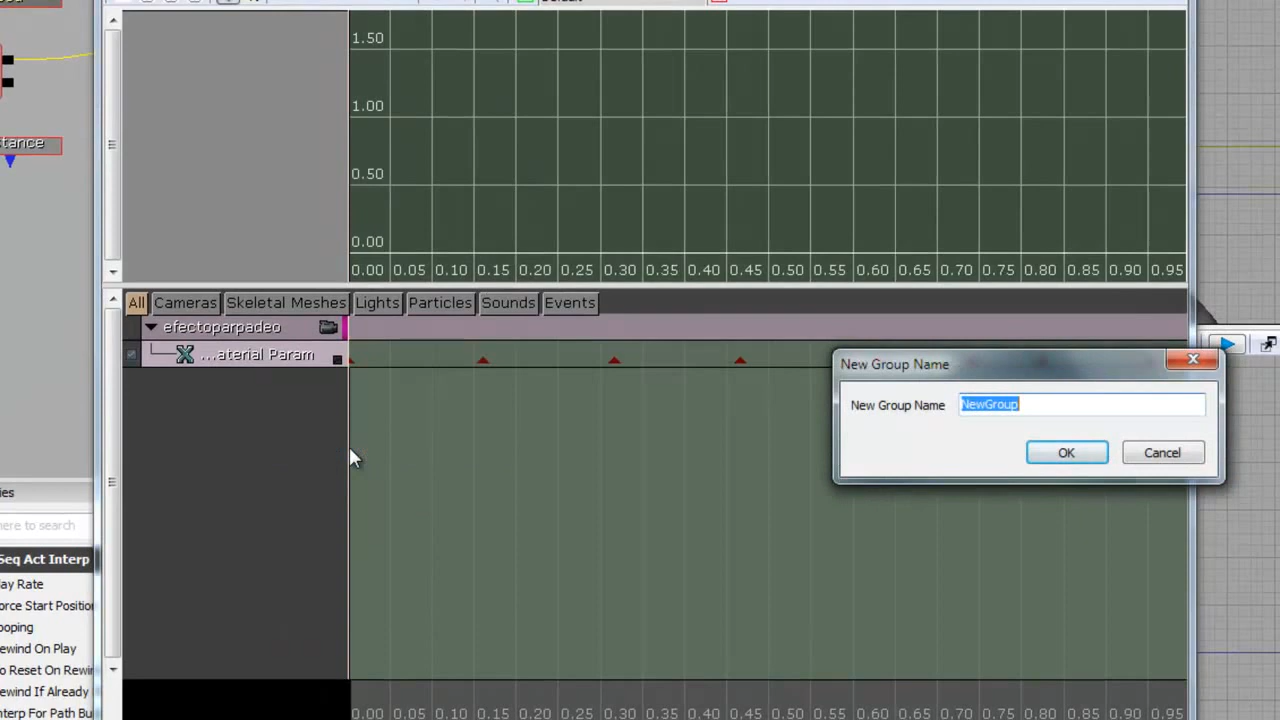 1.50
1.00
0.50
0.00
0.00 0.05 0.10 0.15 0.20 0.25 0.30 0.35 0.40 0.45 0.50 0.55 0.60 0.65 0.70 0.75 0.80 0.85 0.90 0.95
tance
All Cameras Skeletal Meshes Lights Particles Sounds Events
efectoparpadeo
...aterial Param
New Group Name
New Group Name NewGroup
OK Cancel
ies
here to search
Seq Act Interp
lay Rate
orce Start Position
ooping
ewind On Play
o Reset On Rewin
ewind If Already
nterp For Path Bu
0.00 0.05 0.10 0.15 0.20 0.25 0.30 0.35 0.40 0.45 0.50 0.55 0.60 0.65 0.70 0.75 0.80 0.85 0.90 0.95